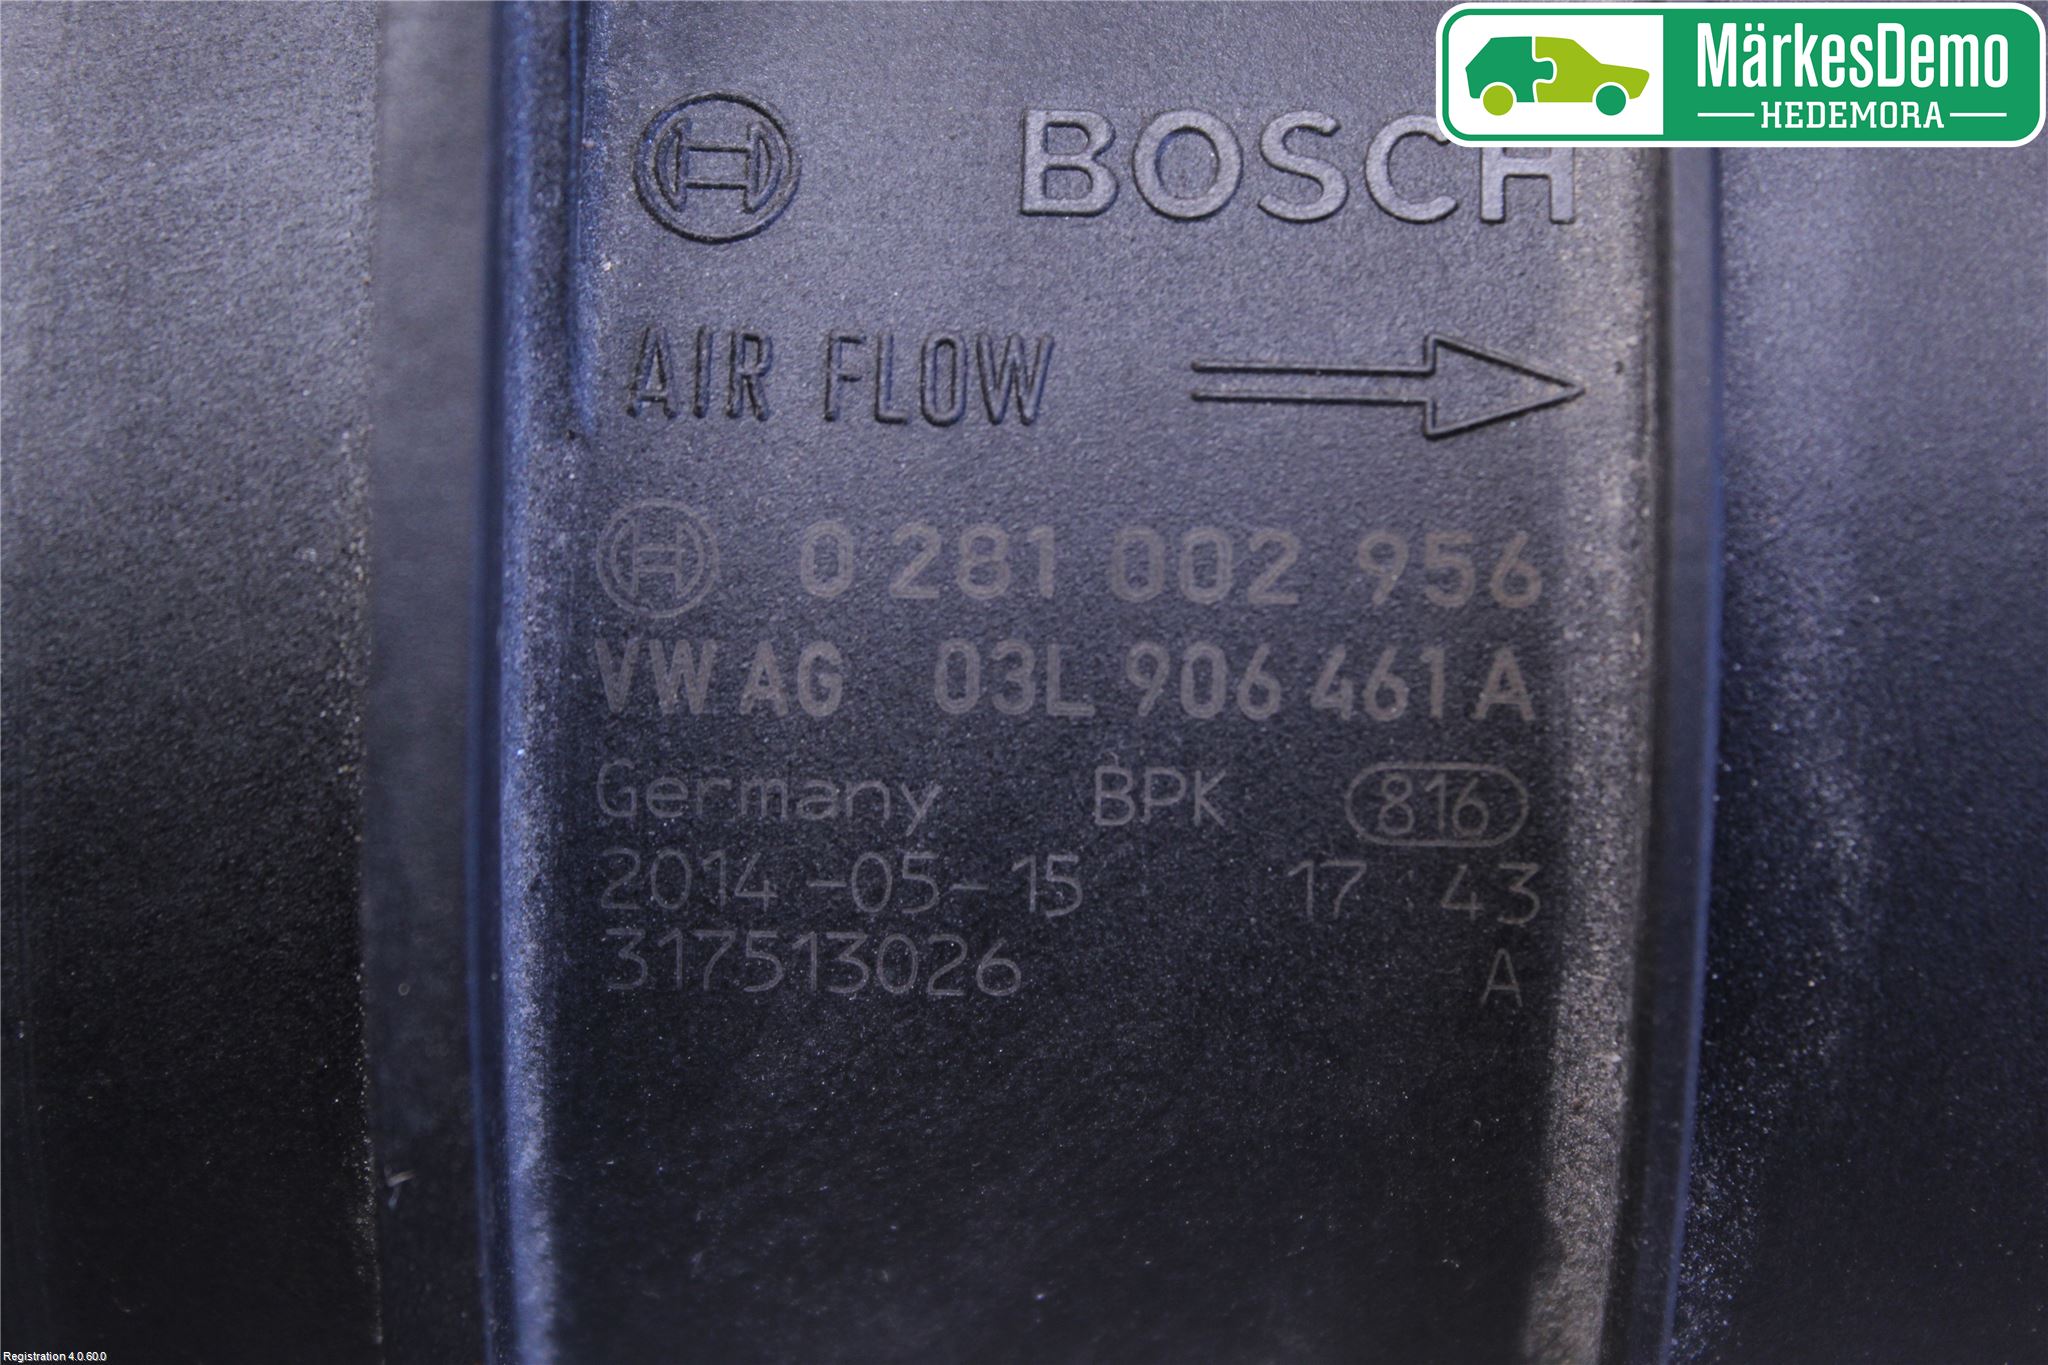 MärkesDemo
HEDEMORA
BOSCH
AIR FLOW
0 281 002 956
VW AG 03L 906 461 A
Germany BPK 816
2014-05-15 17 43
317513026 A
Registration 4.0.60.0